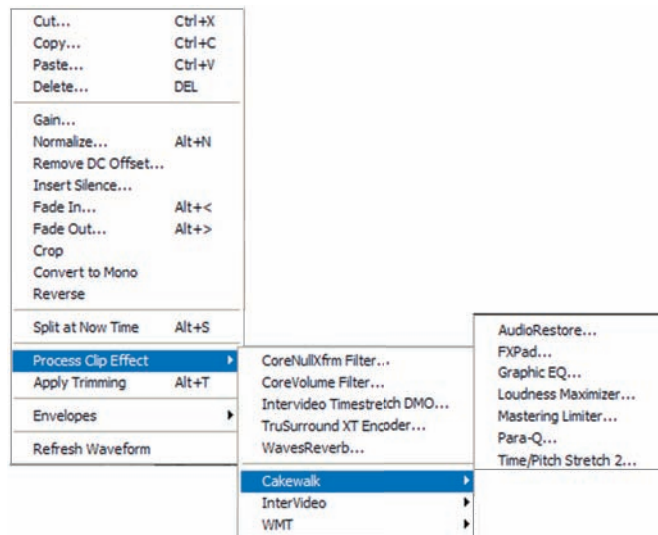 Cut... Ctrl+X
Copy... Ctrl+C
Paste... Ctrl+V
Delete... DEL
Gain...
Normalize... Alt+N
Remove DC Offset...
Insert Silence...
Fade In... Alt+<
Fade Out... Alt+>
Crop
Convert to Mono
Reverse
Split at Now Time Alt+S
Process Clip Effect
Apply Trimming Alt+T
Envelopes
Refresh Waveform
CoreNullXfrm Filter...
CoreVolume Filter...
Intervideo Timestretch DMO...
TruSurround XT Encoder...
WavesReverb...
Cakewalk
InterVideo
WMT
AudioRestore...
FXPad...
Graphic EQ...
Loudness Maximizer...
Mastering Limiter...
Para-Q...
Time/Pitch Stretch 2...